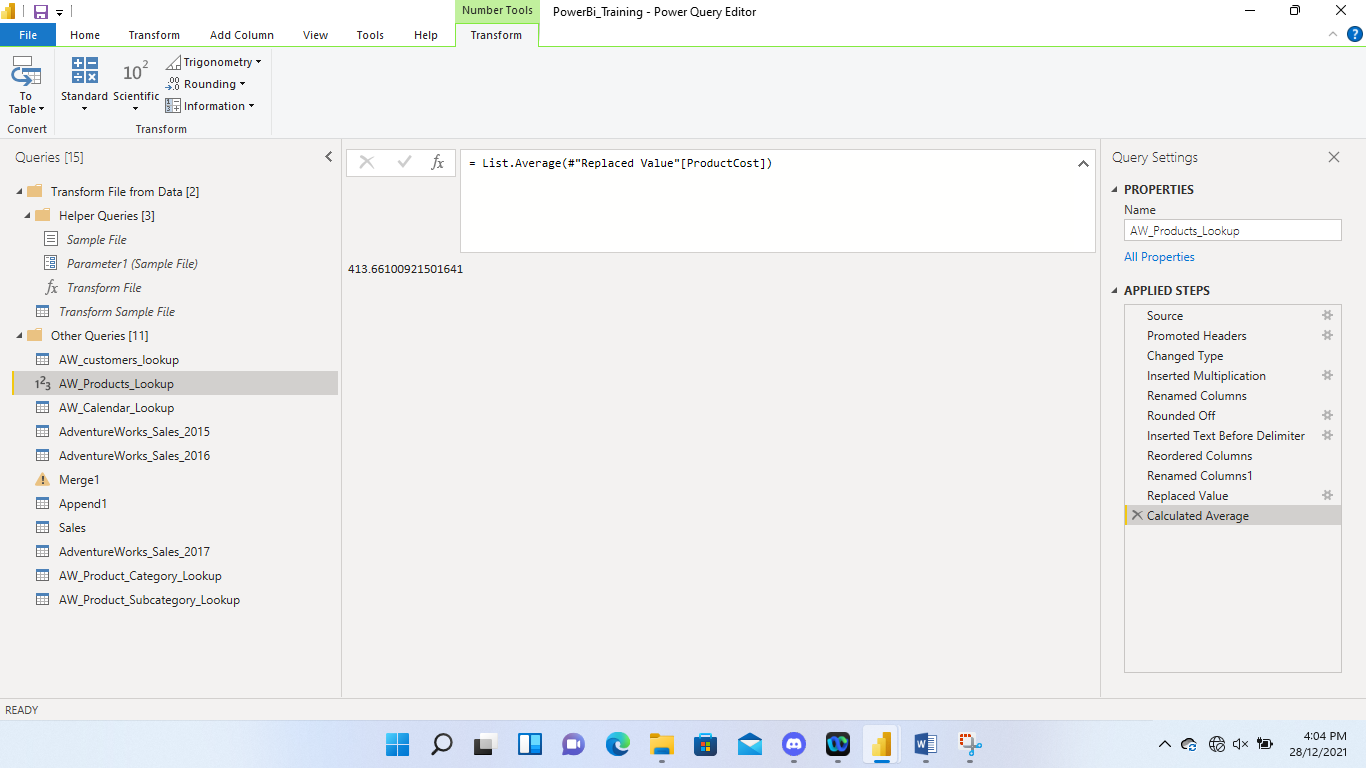 Number Tools
PowerBi_Training - Power Query Editor
File
Home
Transform
Add Column
View
Tools
Help
Transform
To Table
Standard
Scientific
10²
Trigonometry
.00
Rounding
Information
Convert
Transform
Queries [15]
Transform File from Data [2]
Helper Queries [3]
Sample File
Parameter1 (Sample File)
fx Transform File
Transform Sample File
Other Queries [11]
AW_customers_lookup
1²3 AW_Products_Lookup
AW_Calendar_Lookup
AdventureWorks_Sales_2015
AdventureWorks_Sales_2016
Merge1
Append1
Sales
AdventureWorks_Sales_2017
AW_Product_Category_Lookup
AW_Product_Subcategory_Lookup
fx
= List.Average(#"Replaced Value"[ProductCost])
413.66100921501641
Query Settings
PROPERTIES
Name
AW_Products_Lookup
All Properties
APPLIED STEPS
Source
Promoted Headers
Changed Type
Inserted Multiplication
Renamed Columns
Rounded Off
Inserted Text Before Delimiter
Reordered Columns
Renamed Columns1
Replaced Value
Calculated Average
READY
4:04 PM
28/12/2021